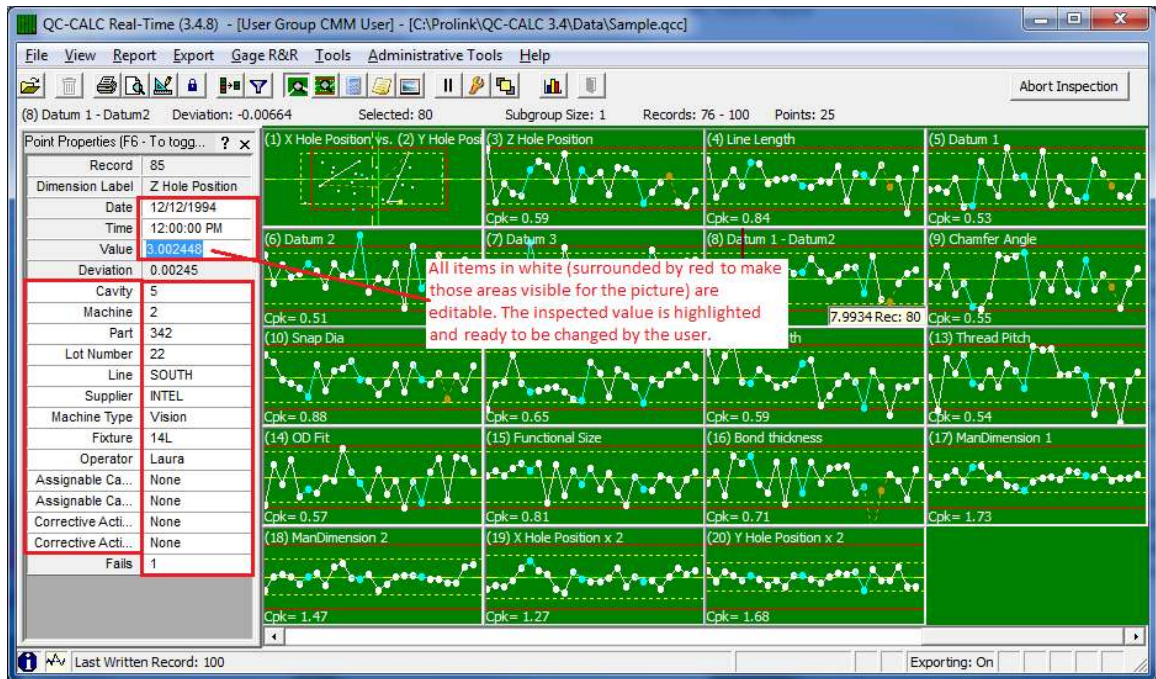 QC-CALC Real-Time (3.4.8) - [User Group CMM User] - [C:\Prolink\QC-CALC 3.4\Data\Sample.qcc]
File View Report Export Gage R&R Tools Administrative Tools Help
Abort Inspection
(8) Datum 1 - Datum2 Deviation: -0.00664 Selected: 80 Subgroup Size: 1 Records: 76 - 100 Points: 25
Point Properties (F6 - To togg... ? x
Record 85
Dimension Label Z Hole Position
Date 12/12/1994
Time 12:00:00 PM
Value 3.002448
Deviation 0.00245
Cavity 5
Machine 2
Part 342
Lot Number 22
Line SOUTH
Supplier INTEL
Machine Type Vision
Fixture 14L
Operator Laura
Assignable Ca... None
Assignable Ca... None
Corrective Acti... None
Corrective Acti... None
Fails 1
(1) X Hole Position vs. (2) Y Hole Posi
(3) Z Hole Position
Cpk= 0.59
(4) Line Length
Cpk= 0.84
(5) Datum 1
Cpk= 0.53
(6) Datum 2
Cpk= 0.51
(7) Datum 3
(8) Datum 1 - Datum2
7.9934 Rec: 80
(9) Chamfer Angle
Cpk= 0.55
All items in white (surrounded by red to make
those areas visible for the picture) are
editable. The inspected value is highlighted
and ready to be changed by the user.
(10) Snap Dia
Cpk= 0.88
Cpk= 0.65
th
Cpk= 0.59
(13) Thread Pitch
Cpk= 0.54
(14) OD Fit
Cpk= 0.57
(15) Functional Size
Cpk= 0.81
(16) Bond thickness
Cpk= 0.71
(17) ManDimension 1
Cpk= 1.73
(18) ManDimension 2
Cpk= 1.47
(19) X Hole Position x 2
Cpk= 1.27
(20) Y Hole Position x 2
Cpk= 1.68
Last Written Record: 100
Exporting: On